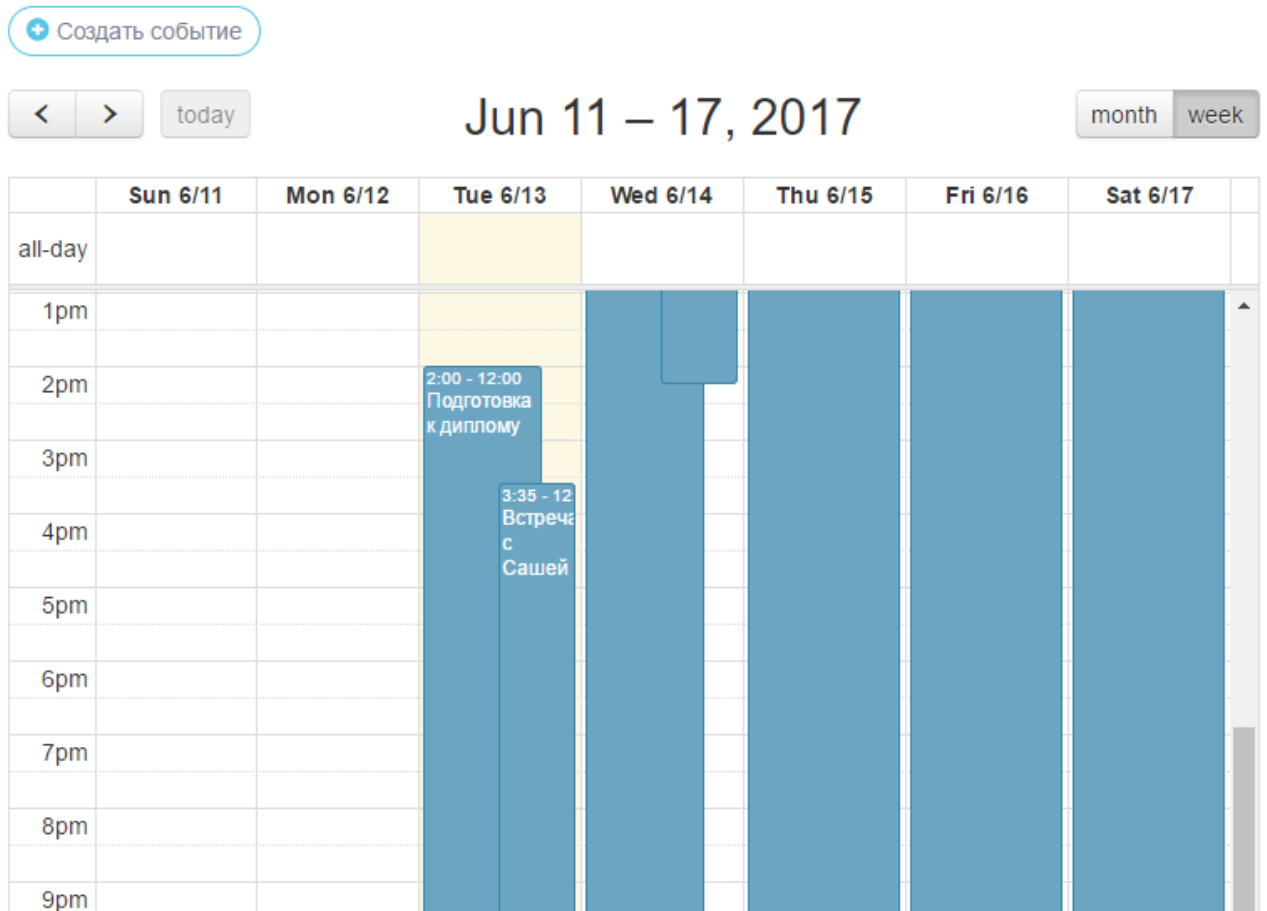 Создать событие
today
Jun 11 – 17, 2017
month week
Sun 6/11 Mon 6/12 Tue 6/13 Wed 6/14 Thu 6/15 Fri 6/16 Sat 6/17
all-day
1pm
2pm
2:00 - 12:00
Подготовка
к диплому
3pm
3:35 - 12
Встреча
с
Сашей
4pm
5pm
6pm
7pm
8pm
9pm